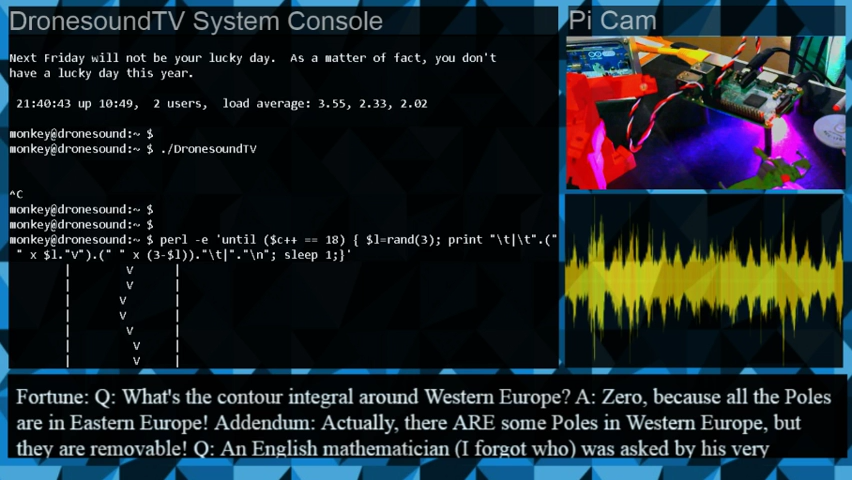 DronesoundTV System Console
Pi Cam
Next Friday will not be your lucky day.  As a matter of fact, you don't
have a lucky day this year.
21:40:43 up 10:49,  2 users,  load average: 3.55, 2.33, 2.02
monkey@dronesound:~ $
monkey@dronesound:~ $ ./DronesoundTV
^C
monkey@dronesound:~ $
monkey@dronesound:~ $
monkey@dronesound:~ $ perl -e 'until ($c++ == 18) { $l=rand(3); print "\t|\t".("
" x $l."V").(" " x (3-$l))."\t|"."\n"; sleep 1;}'
|       V      |
|       V      |
|      V       |
|      V       |
|       V      |
|        V     |
|        V     |
Fortune: Q: What's the contour integral around Western Europe? A: Zero, because all the Poles
are in Eastern Europe! Addendum: Actually, there ARE some Poles in Western Europe, but
they are removable! Q: An English mathematician (I forgot who) was asked by his very